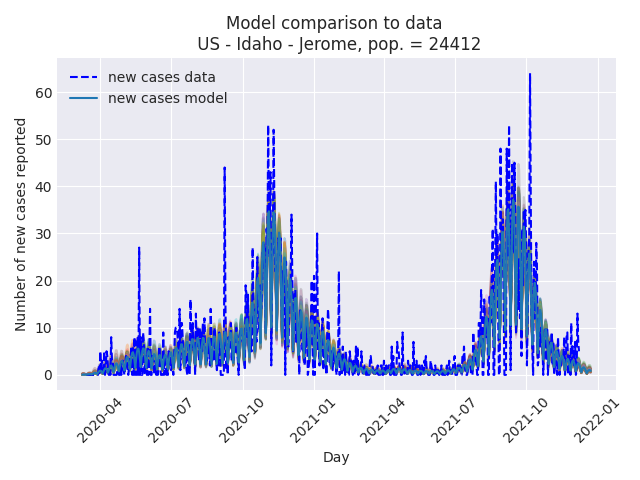 Model comparison to data
US - Idaho - Jerome, pop. = 24412
new cases data
new cases model
Number of new cases reported
60
50
40
30
20
10
0
2020-04
2020-07
2020-10
2021-01
2021-04
2021-07
2021-10
2022-01
Day